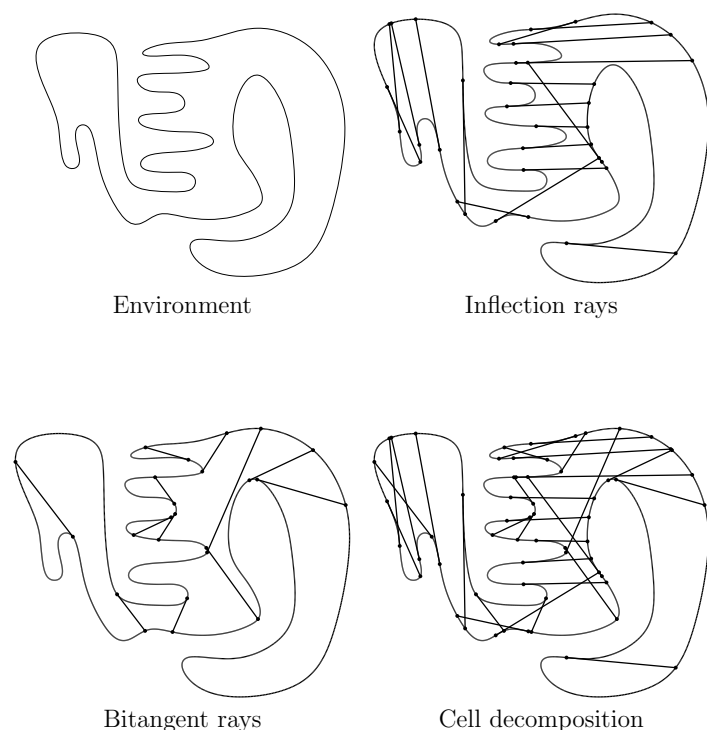 Environment
Inflection rays
Bitangent rays
Cell decomposition